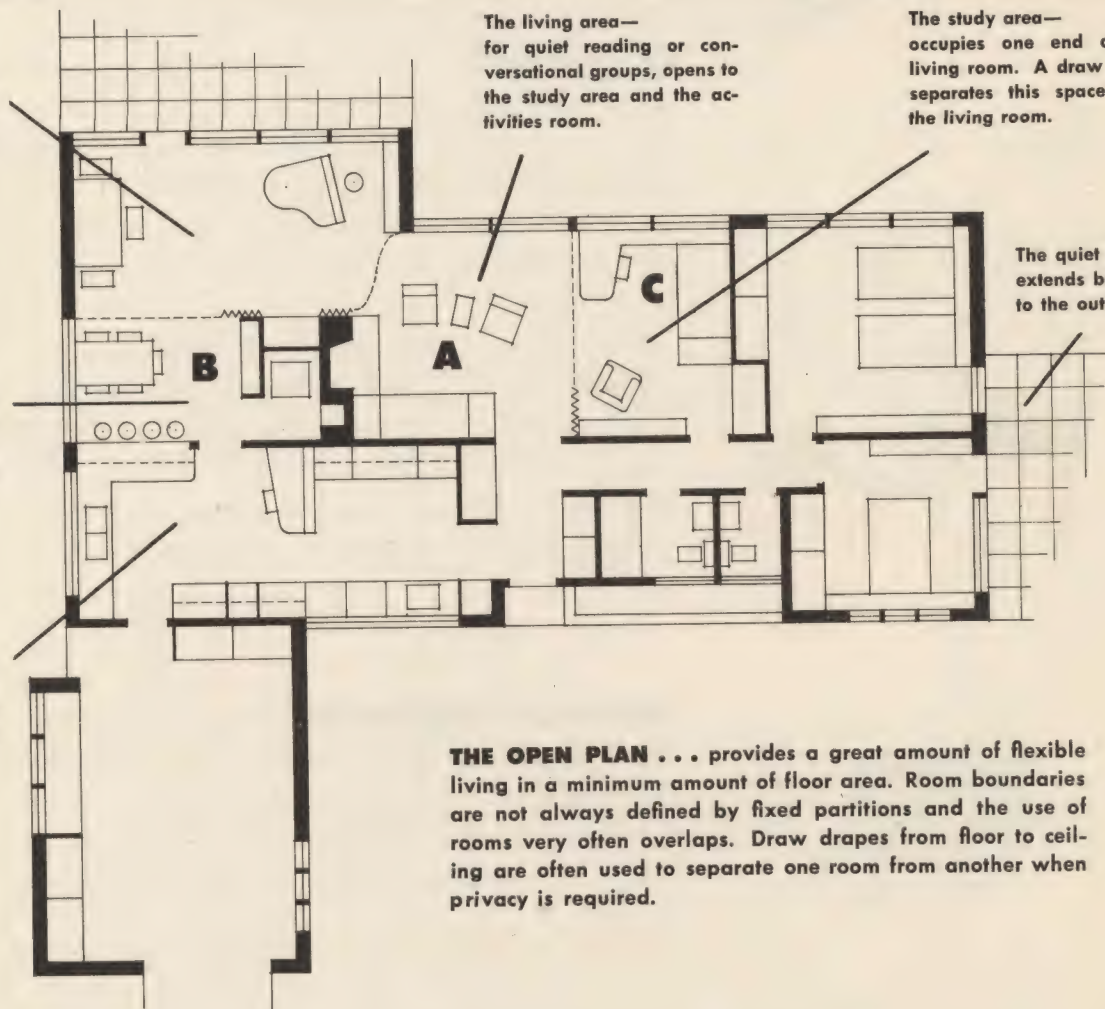 The living area—
for quiet reading or con-
versational groups, opens to
the study area and the ac-
tivities room.
The study area—
occupies one end
living room. A draw
separates this space
the living room.
The quiet
extends
to the
A
B
C
THE OPEN PLAN . . . provides a great amount of flexible
living in a minimum amount of floor area. Room boundaries
are not always defined by fixed partitions and the use of
rooms very often overlaps. Draw drapes from floor to ceil-
ing are often used to separate one room from another when
privacy is required.